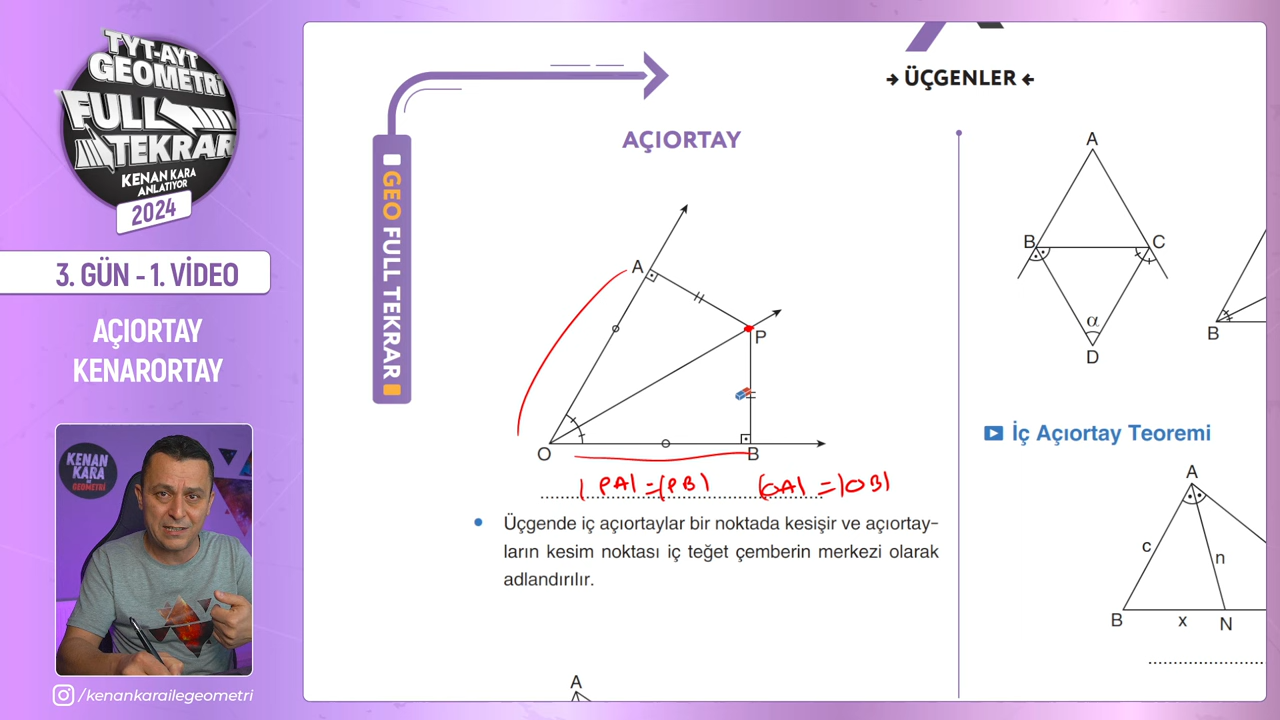 TYT-AYT
GEOMETRİ
FULL
TEKRAR
KENAN KARA
ANLATIYOR
2024
3. GÜN - 1. VİDEO
AÇIORTAY
KENARORTAY
KENAN
KARA
GEOMETRİ
/kenankarailegeometri
GEO FULL TEKRAR
ÜÇGENLER
AÇIORTAY
A
P
O
B
|PA|=|PB| |OA|=|OB|
Üçgende iç açıortaylar bir noktada kesişir ve açıortay-
ların kesim noktası iç teğet çemberin merkezi olarak
adlandırılır.
A
A
B
C
α
D
B
İç Açıortay Teoremi
A
c
n
B
x
N